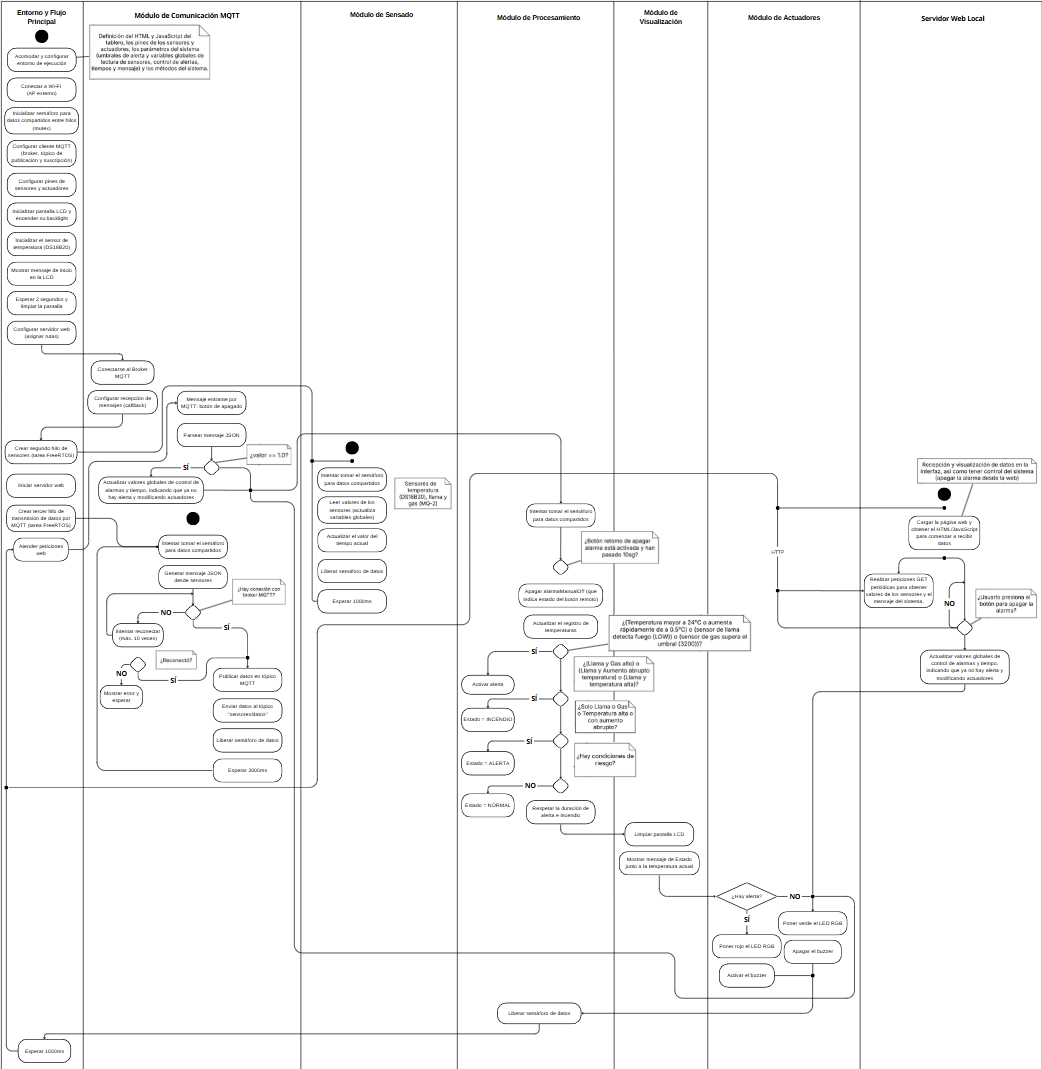 Entorno y Flujo
Principal
Módulo de Comunicación MQTT
Módulo de Sensado
Módulo de Procesamiento
Módulo de
Visualización
Módulo de Actuadores
Servidor Web Local
Acomodar y configurar
entorno de ejecución
Conectar a Wi-Fi
(AP externo)
Inicializar semáforo para
datos compartidos entre hilos
(mutex)
Configurar cliente MQTT
(broker, tópico de
publicación y suscripción)
Configurar pines de
sensores y actuadores
Inicializar pantalla LCD y
encender su backlight
Inicializar el sensor de
temperatura (DS18B20)
Mostrar mensaje de inicio
en la LCD
Esperar 2 segundos y
limpiar la pantalla
Configurar servidor web
(asignar rutas)
Crear segundo hilo de
sensores (tarea FreeRTOS)
Iniciar servidor web
Crear tercer hilo de
transmisión de datos por
MQTT (tarea FreeRTOS)
Atender peticiones
web
Esperar 1000ms
Definición del HTML y JavaScript del
tablero, los pines de los sensores y
actuadores, los parámetros del sistema
(umbrales de alerta y variables globales de
lectura de sensores, control de alertas,
tiempos y mensaje) y los métodos del sistema.
Conectarse al Broker
MQTT
Configurar recepción de
mensajes (callback)
Mensaje entrante por
MQTT: botón de apagado
Parsear mensaje JSON
¿valor == 1.0?
SÍ
Actualizar valores globales de control de
alarmas y tiempo, indicando que ya no
hay alerta y modificando actuadores
Intentar tomar el semáforo
para datos compartidos
Generar mensaje JSON
desde sensores
¿Hay conexión con
broker MQTT?
NO
SÍ
Intentar reconectar
(máx. 10 veces)
¿Reconectó?
NO
SÍ
Mostrar error y
esperar
Publicar datos en tópico
MQTT
Enviar datos al tópico
"sensores/datos"
Liberar semáforo de datos
Esperar 3000ms
Intentar tomar el semáforo
para datos compartidos
Sensores de
temperatura
(DS18B20), llama y
gas (MQ-2)
Leer valores de los
sensores (actualiza
variables globales)
Actualizar el valor del
tiempo actual
Liberar semáforo de datos
Esperar 1000ms
Intentar tomar el semáforo
para datos compartidos
¿Botón remoto de apagar
alarma está activada y han
pasado 10sg?
Apagar alarmaManualOff (que
indica estado del botón remoto)
Actualizar el registro de
temperaturas
¿(Temperatura mayor a 24°C o aumenta
rápidamente de a 0.5°C) o (sensor de llama
detecta fuego (LOW)) o (sensor de gas supera el
umbral (3200))?
SÍ
Activar alerta
¿(Llama y Gas alto) o
(Llama y Aumento abrupto
temperatura) o (Llama y
temperatura alta)?
SÍ
Estado = INCENDIO
¿Solo Llama o Gas
o Temperatura alta o
con aumento
abrupto?
SÍ
Estado = ALERTA
¿Hay condiciones de
riesgo?
NO
Estado = NORMAL
Respetar la duración de
alerta e incendio
Liberar semáforo de datos
Limpiar pantalla LCD
Mostrar mensaje de Estado
junto a la temperatura actual
¿Hay alerta?
NO
SÍ
Poner verde el LED RGB
Poner rojo el LED RGB
Apagar el buzzer
Activar el buzzer
HTTP
Recepción y visualización de datos en la
interfaz, así como tener control del sistema
(apagar la alarma desde la web)
Cargar la página web y
obtener el HTML/JavaScript
para comenzar a recibir
datos
Realizar peticiones GET
periódicas para obtener
valores de los sensores y el
mensaje del sistema.
NO
¿Usuario presiona el
botón para apagar la
alarma?
Actualizar valores globales de
control de alarmas y tiempo,
indicando que ya no hay alerta y
modificando actuadores